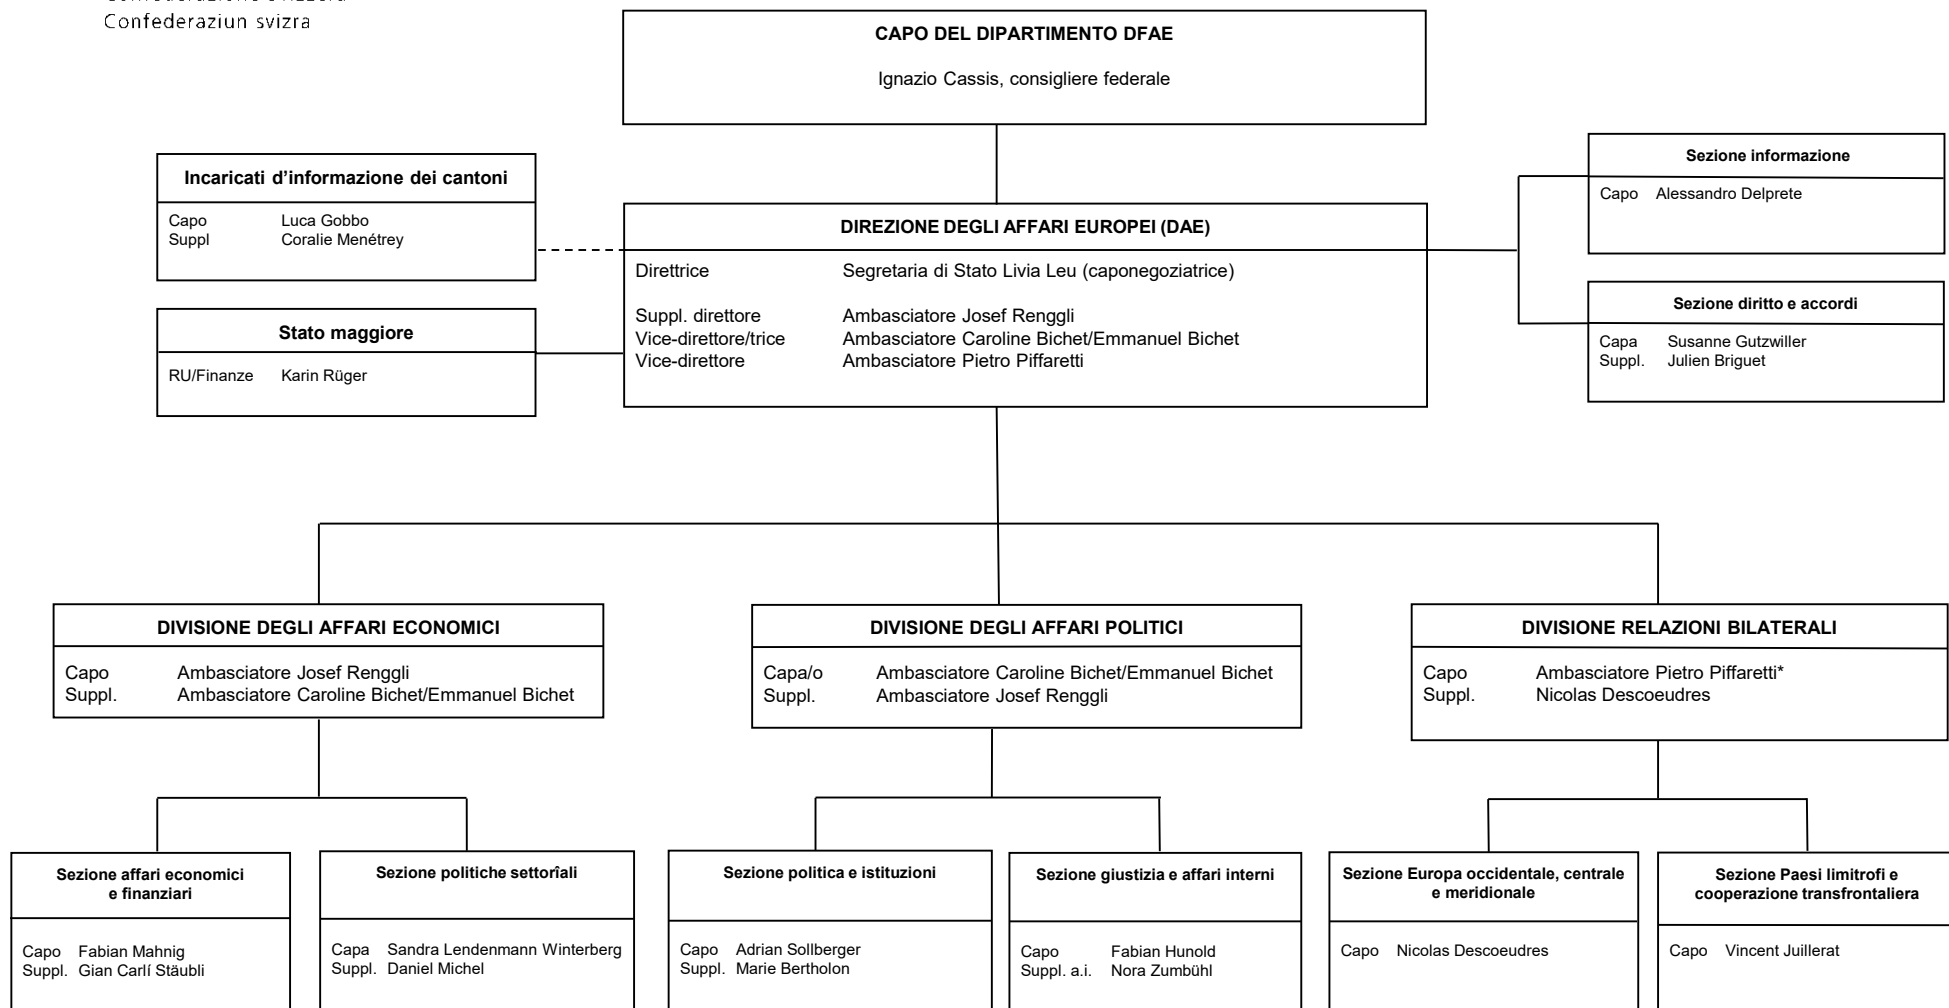 Confederaziun svizra
CAPO DEL DIPARTIMENTO DFAE
Ignazio Cassis, consigliere federale
Incaricati d'informazione dei cantoni
Capo Luca Gobbo
Suppl Coralie Menétrey
Stato maggiore
RU/Finanze Karin Rüger
DIREZIONE DEGLI AFFARI EUROPEI (DAE)
Direttrice Segretaria di Stato Livia Leu (caponegoziatrice)
Suppl. direttore Ambasciatore Josef Renggli
Vice-direttore/trice Ambasciatore Caroline Bichet/Emmanuel Bichet
Vice-direttore Ambasciatore Pietro Piffaretti
Sezione informazione
Capo Alessandro Delprete
Sezione diritto e accordi
Capa Susanne Gutzwiller
Suppl. Julien Briguet
DIVISIONE DEGLI AFFARI ECONOMICI
Capo Ambasciatore Josef Renggli
Suppl. Ambasciatore Caroline Bichet/Emmanuel Bichet
DIVISIONE DEGLI AFFARI POLITICI
Capa/o Ambasciatore Caroline Bichet/Emmanuel Bichet
Suppl. Ambasciatore Josef Renggli
DIVISIONE RELAZIONI BILATERALI
Capo Ambasciatore Pietro Piffaretti*
Suppl. Nicolas Descoeudres
Sezione affari economici
e finanziari
Capo Fabian Mahnig
Suppl. Gian Carlí Stäubli
Sezione politiche settorîali
Capa Sandra Lendenmann Winterberg
Suppl. Daniel Michel
Sezione politica e istituzioni
Capo Adrian Sollberger
Suppl. Marie Bertholon
Sezione giustizia e affari interni
Capo Fabian Hunold
Suppl. a.i. Nora Zumbühl
Sezione Europa occidentale, centrale
e meridionale
Capo Nicolas Descoeudres
Sezione Paesi limitrofi e
cooperazione transfrontaliera
Capo Vincent Juillerat